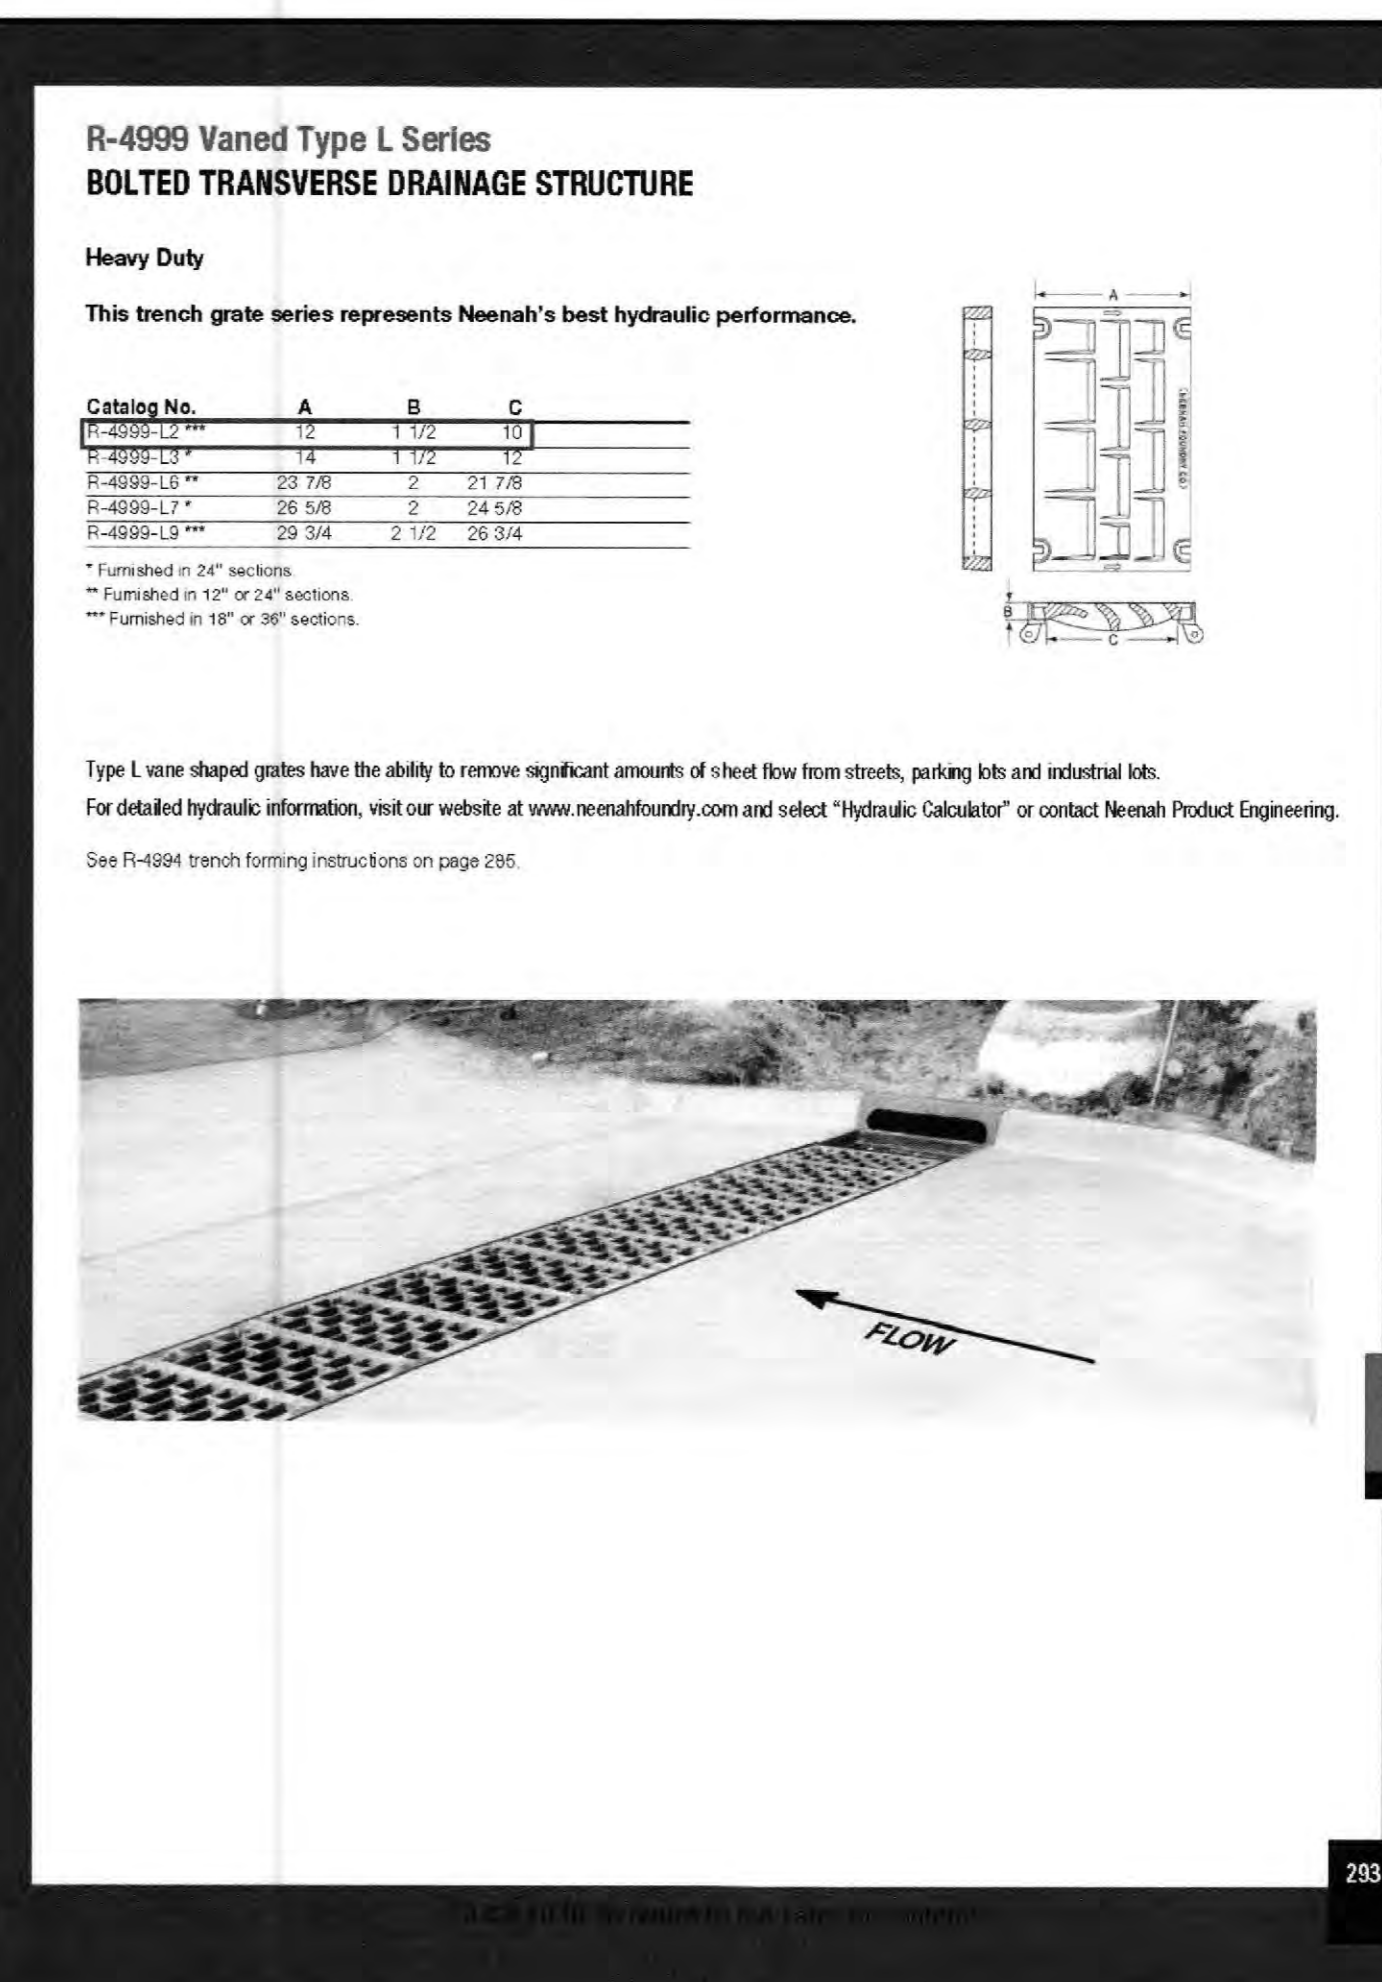 R-4999 Vaned Type L Series
BOLTED TRANSVERSE DRAINAGE STRUCTURE
Heavy Duty
This trench grate series represents Neenah's best hydraulic performance.
Catalog No. A B C
R-4999-L2 *** 12 1 1/2 10
R-4999-L3 * 14 1 1/2 12
R-4999-L6 ** 23 7/8 2 21 7/8
R-4999-L7 * 26 5/8 2 24 5/8
R-4999-L9 *** 29 3/4 2 1/2 26 3/4
* Furnished in 24" sections.
** Furnished in 12" or 24" sections.
*** Furnished in 18" or 36" sections.
A
NEENAH FOUNDRY CO
B
C
Type L vane shaped grates have the ability to remove significant amounts of sheet flow from streets, parking lots and industrial lots.
For detailed hydraulic information, visit our website at www.neenahfoundry.com and select “Hydraulic Calculator” or contact Neenah Product Engineering.
See R-4994 trench forming instructions on page 285.
FLOW
293